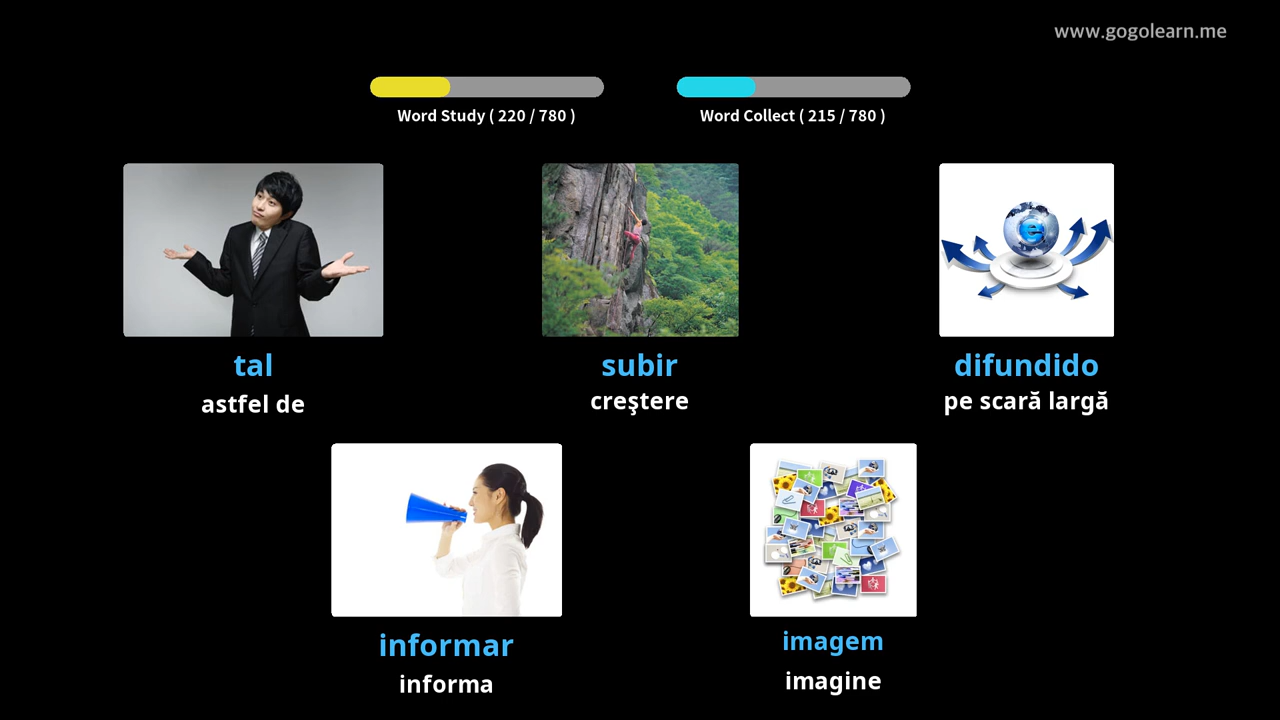 www.gogolearn.me
Word Study ( 220 / 780 )
Word Collect ( 215 / 780 )
tal
astfel de
subir
creştere
difundido
pe scară largă
informar
informa
imagem
imagine